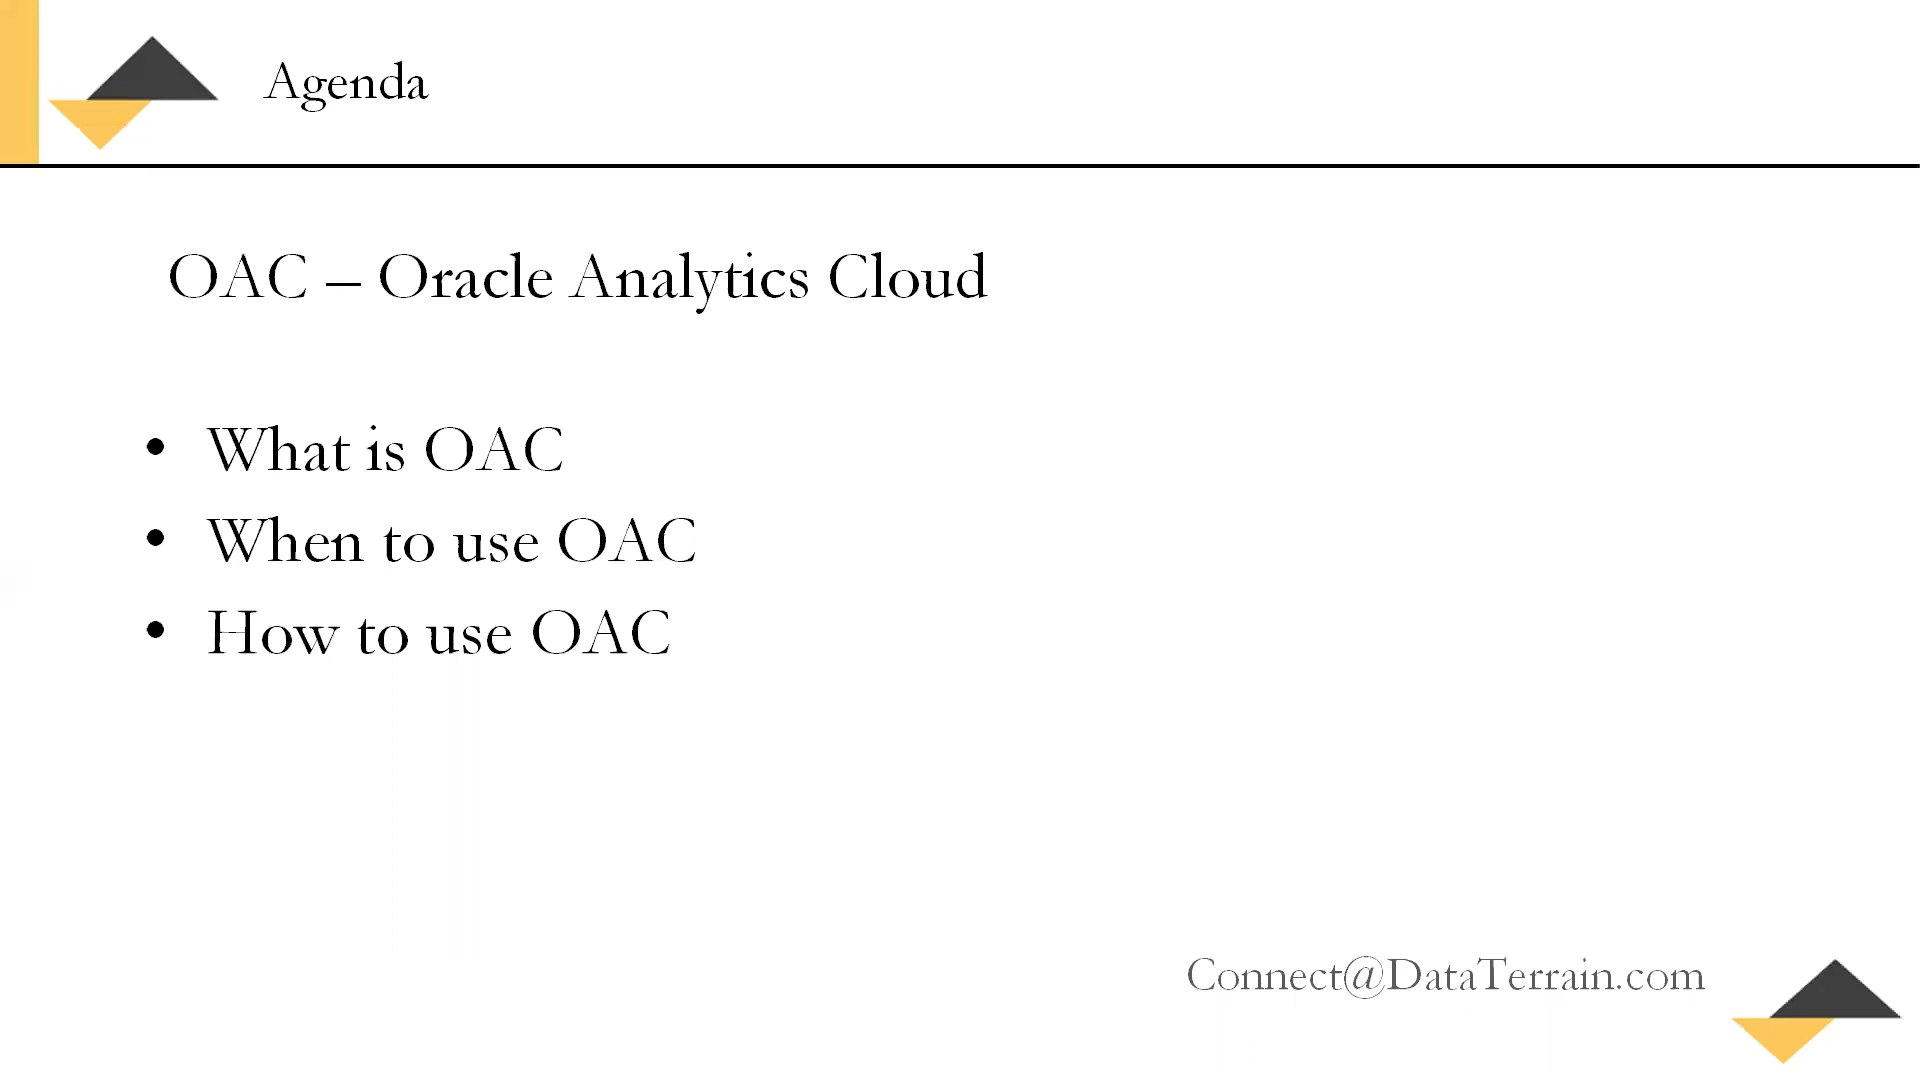 Agenda
OAC – Oracle Analytics Cloud
• What is OAC
• When to use OAC
• How to use OAC
Connect@DataTerrain.com